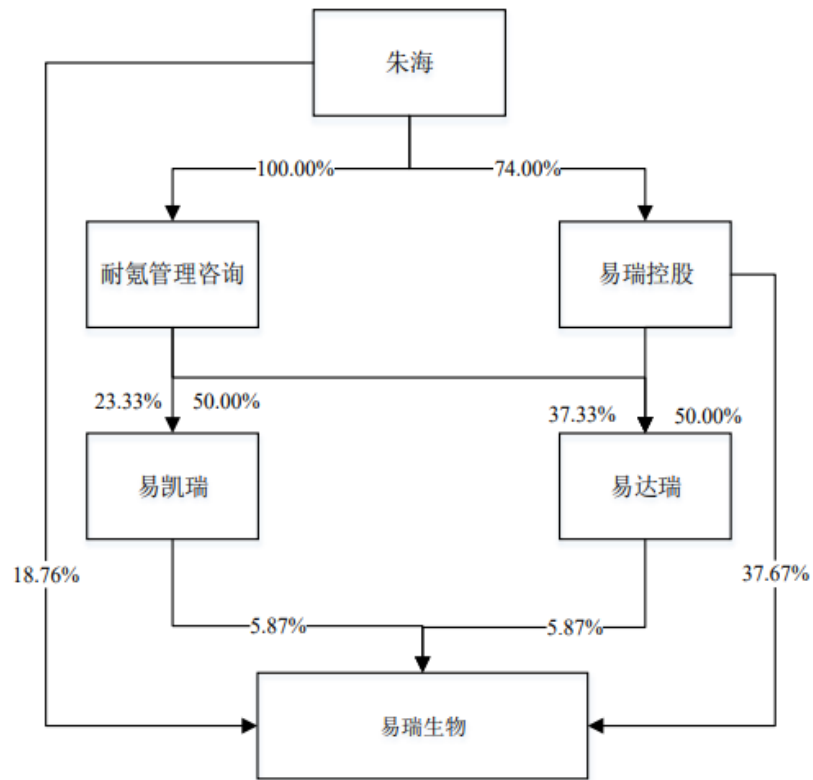 朱海
100.00%
74.00%
耐氪管理咨询
易瑞控股
23.33%
50.00%
37.33%
50.00%
易凯瑞
易达瑞
18.76%
37.67%
5.87%
5.87%
易瑞生物